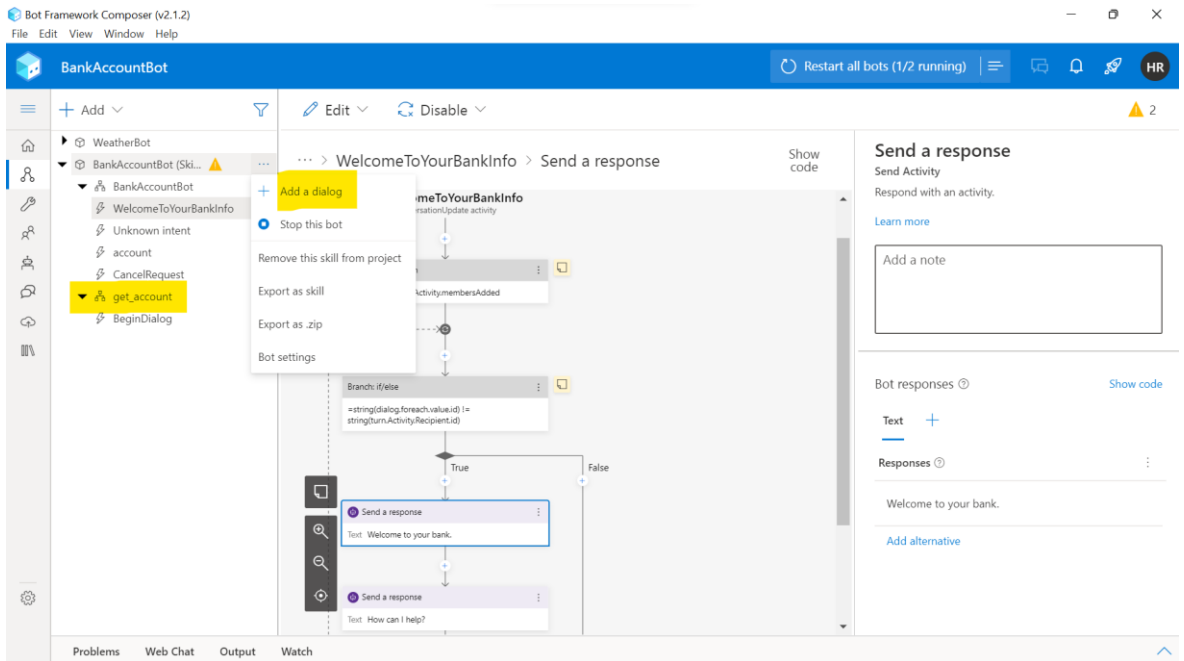 Bot Framework Composer (v2.1.2)
File Edit View Window Help
BankAccountBot
Restart all bots (1/2 running)
HR
Add
Edit
Disable
2
WeatherBot
BankAccountBot (Ski...
BankAccountBot
WelcomeToYourBankInfo
Unknown intent
account
CancelRequest
get_account
BeginDialog
Add a dialog
Stop this bot
Remove this skill from project
Export as skill
Export as .zip
Bot settings
... > WelcomeToYourBankInfo > Send a response
Show
code
meToYourBankInfo
ersationUpdate activity
Activity.membersAdded
Branch: if/else
=string(dialog.foreach.value.id) !=
string(turn.Activity.Recipient.id)
True
False
Send a response
Text Welcome to your bank.
Send a response
Text How can I help?
Send a response
Send Activity
Respond with an activity.
Learn more
Add a note
Bot responses
Show code
Text
Responses
Welcome to your bank.
Add alternative
Problems Web Chat Output Watch